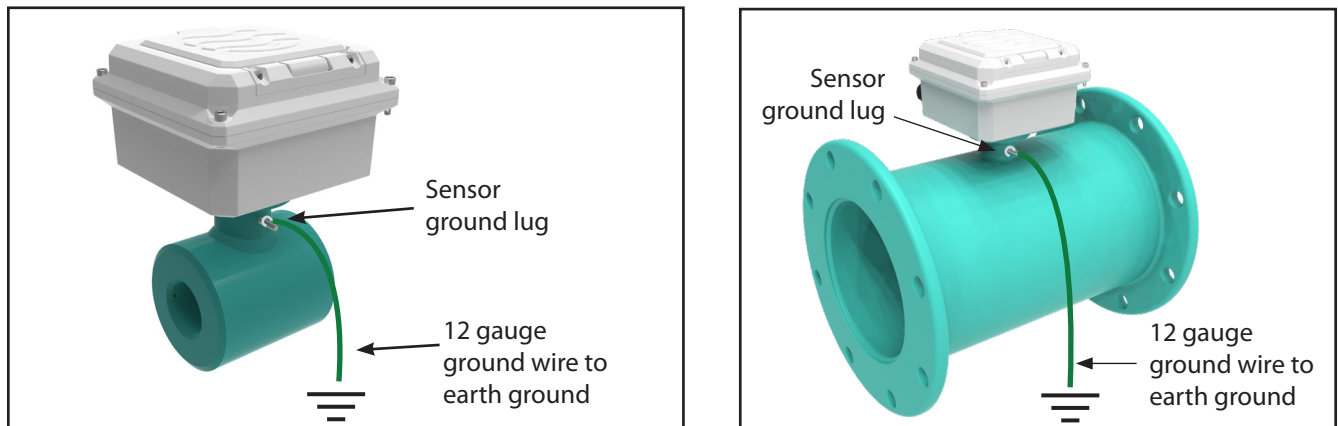 Sensor
ground lug
12 gauge
ground wire to
earth ground
Sensor
ground lug
12 gauge
ground wire to
earth ground